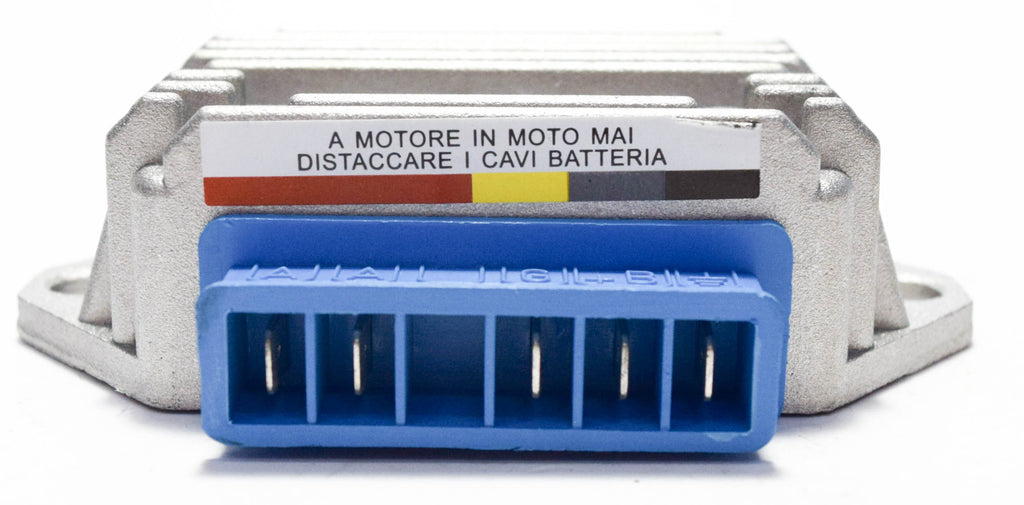 A MOTORE IN MOTO MAI
DISTACCARE I CAVI BATTERIA
A A G +B